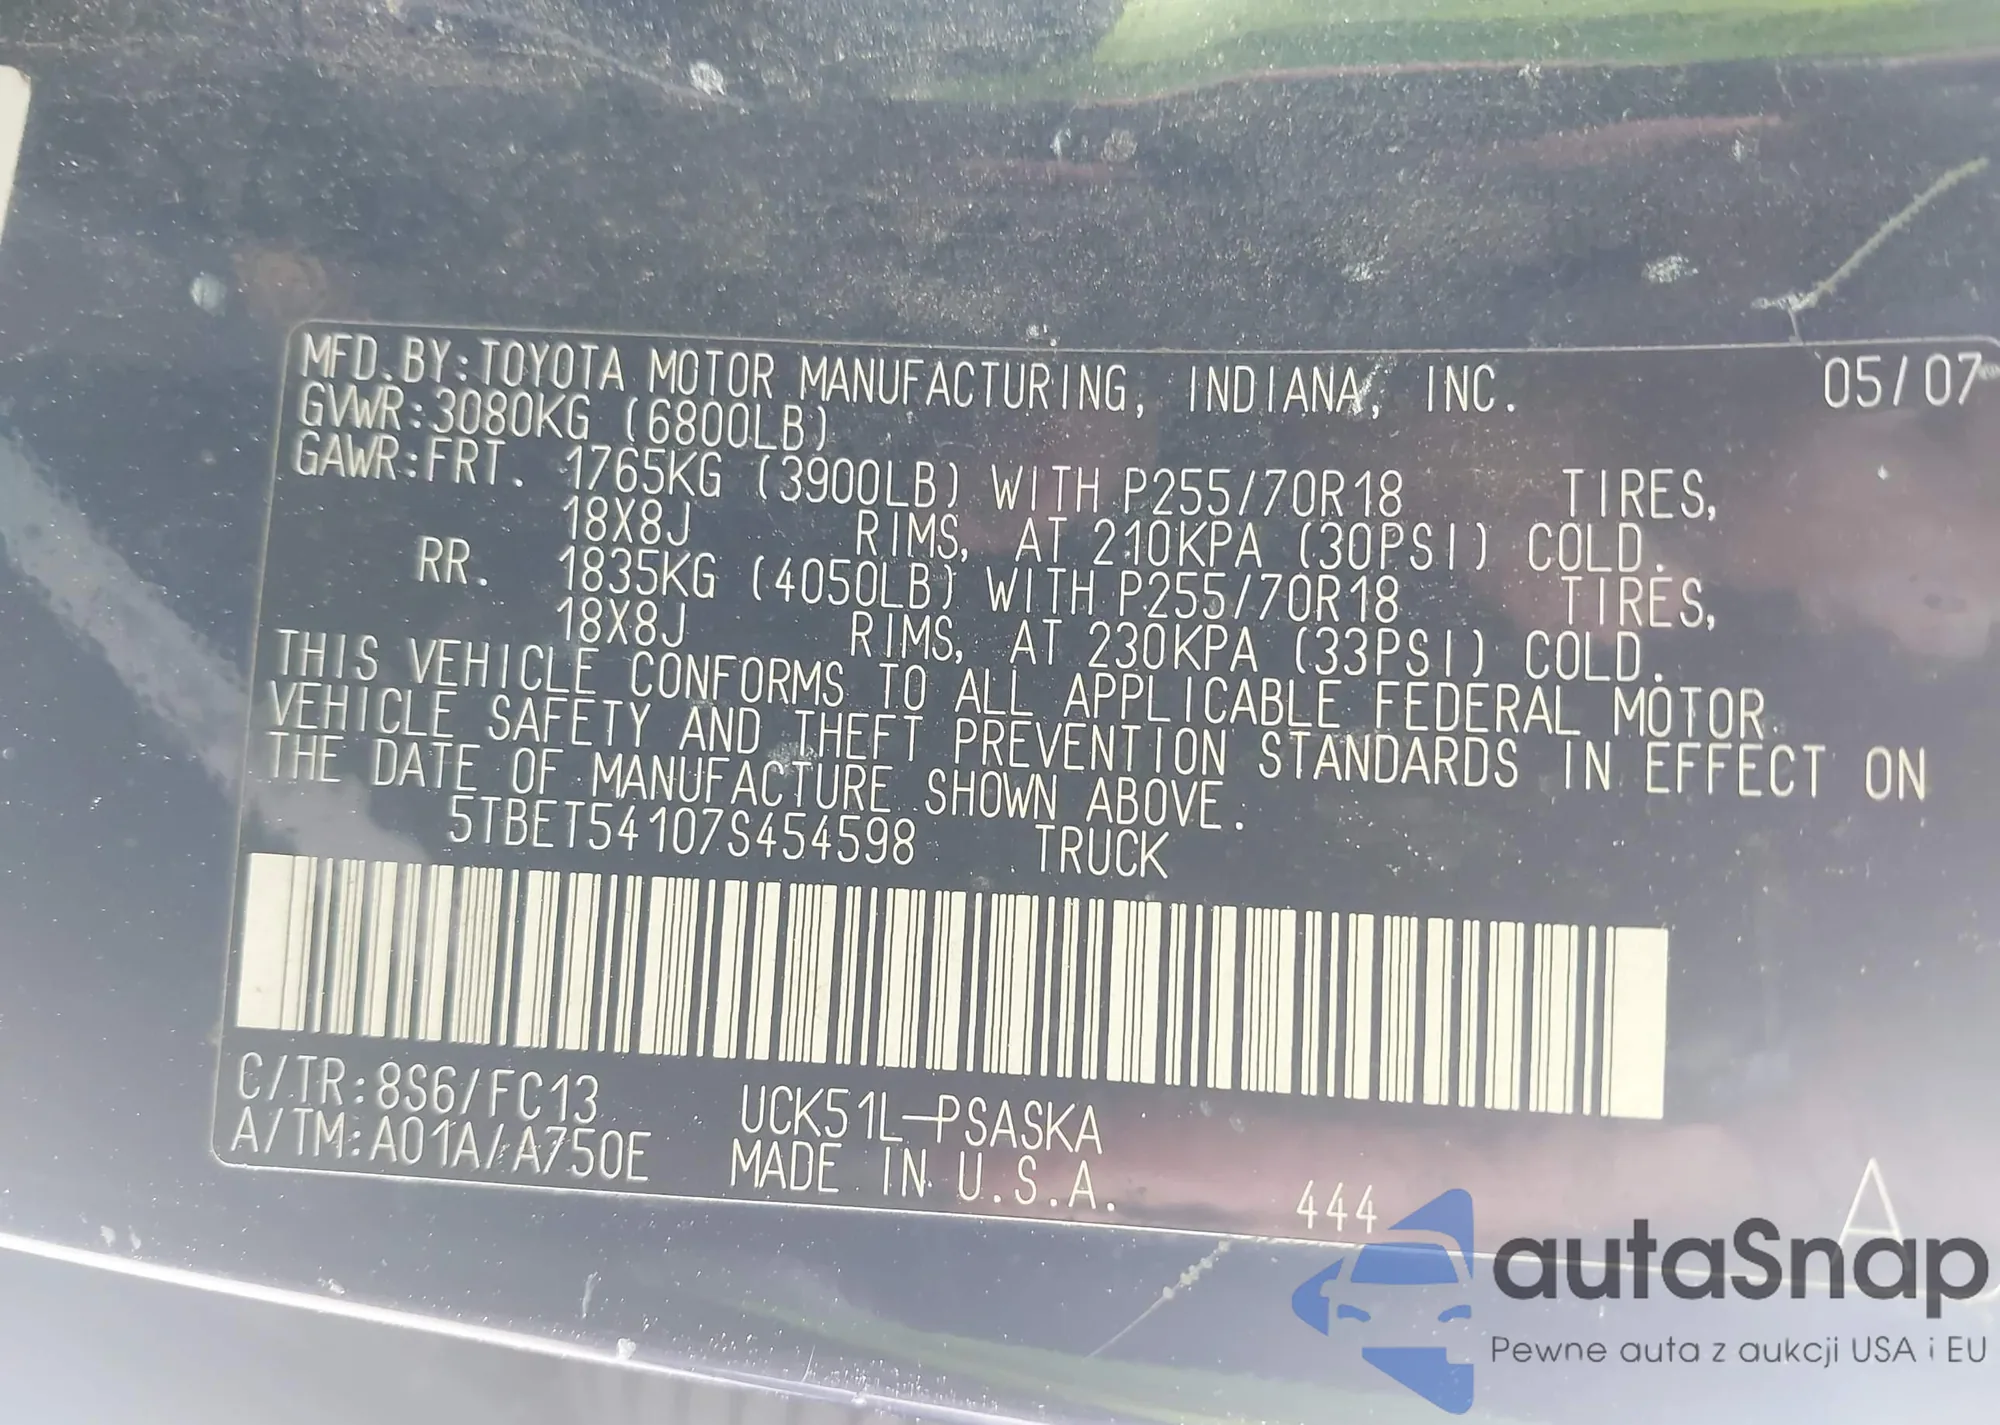 MFD. BY: TOYOTA MOTOR MANUFACTURING, INDIANA, INC. 05/07
GVWR: 3080KG (6800LB)
GAWR: FRT. 1765KG (3900LB) WITH P255/70R18 TIRES,
18X8J RIMS, AT 210KPA (30PSI) COLD.
RR. 1835KG (4050LB) WITH P255/70R18 TIRES,
18X8J RIMS, AT 230KPA (33PSI) COLD.
THIS VEHICLE CONFORMS TO ALL APPLICABLE FEDERAL MOTOR
VEHICLE SAFETY AND THEFT PREVENTION STANDARDS IN EFFECT ON
THE DATE OF MANUFACTURE SHOWN ABOVE.
5TBET54107S454598 TRUCK
C/TR: 8S6/FC13 UCK51L-PSASKA
A/TM: A01A/A750E MADE IN U.S.A.
444 A
autaSnap
Pewne auta z aukcji USA i EU